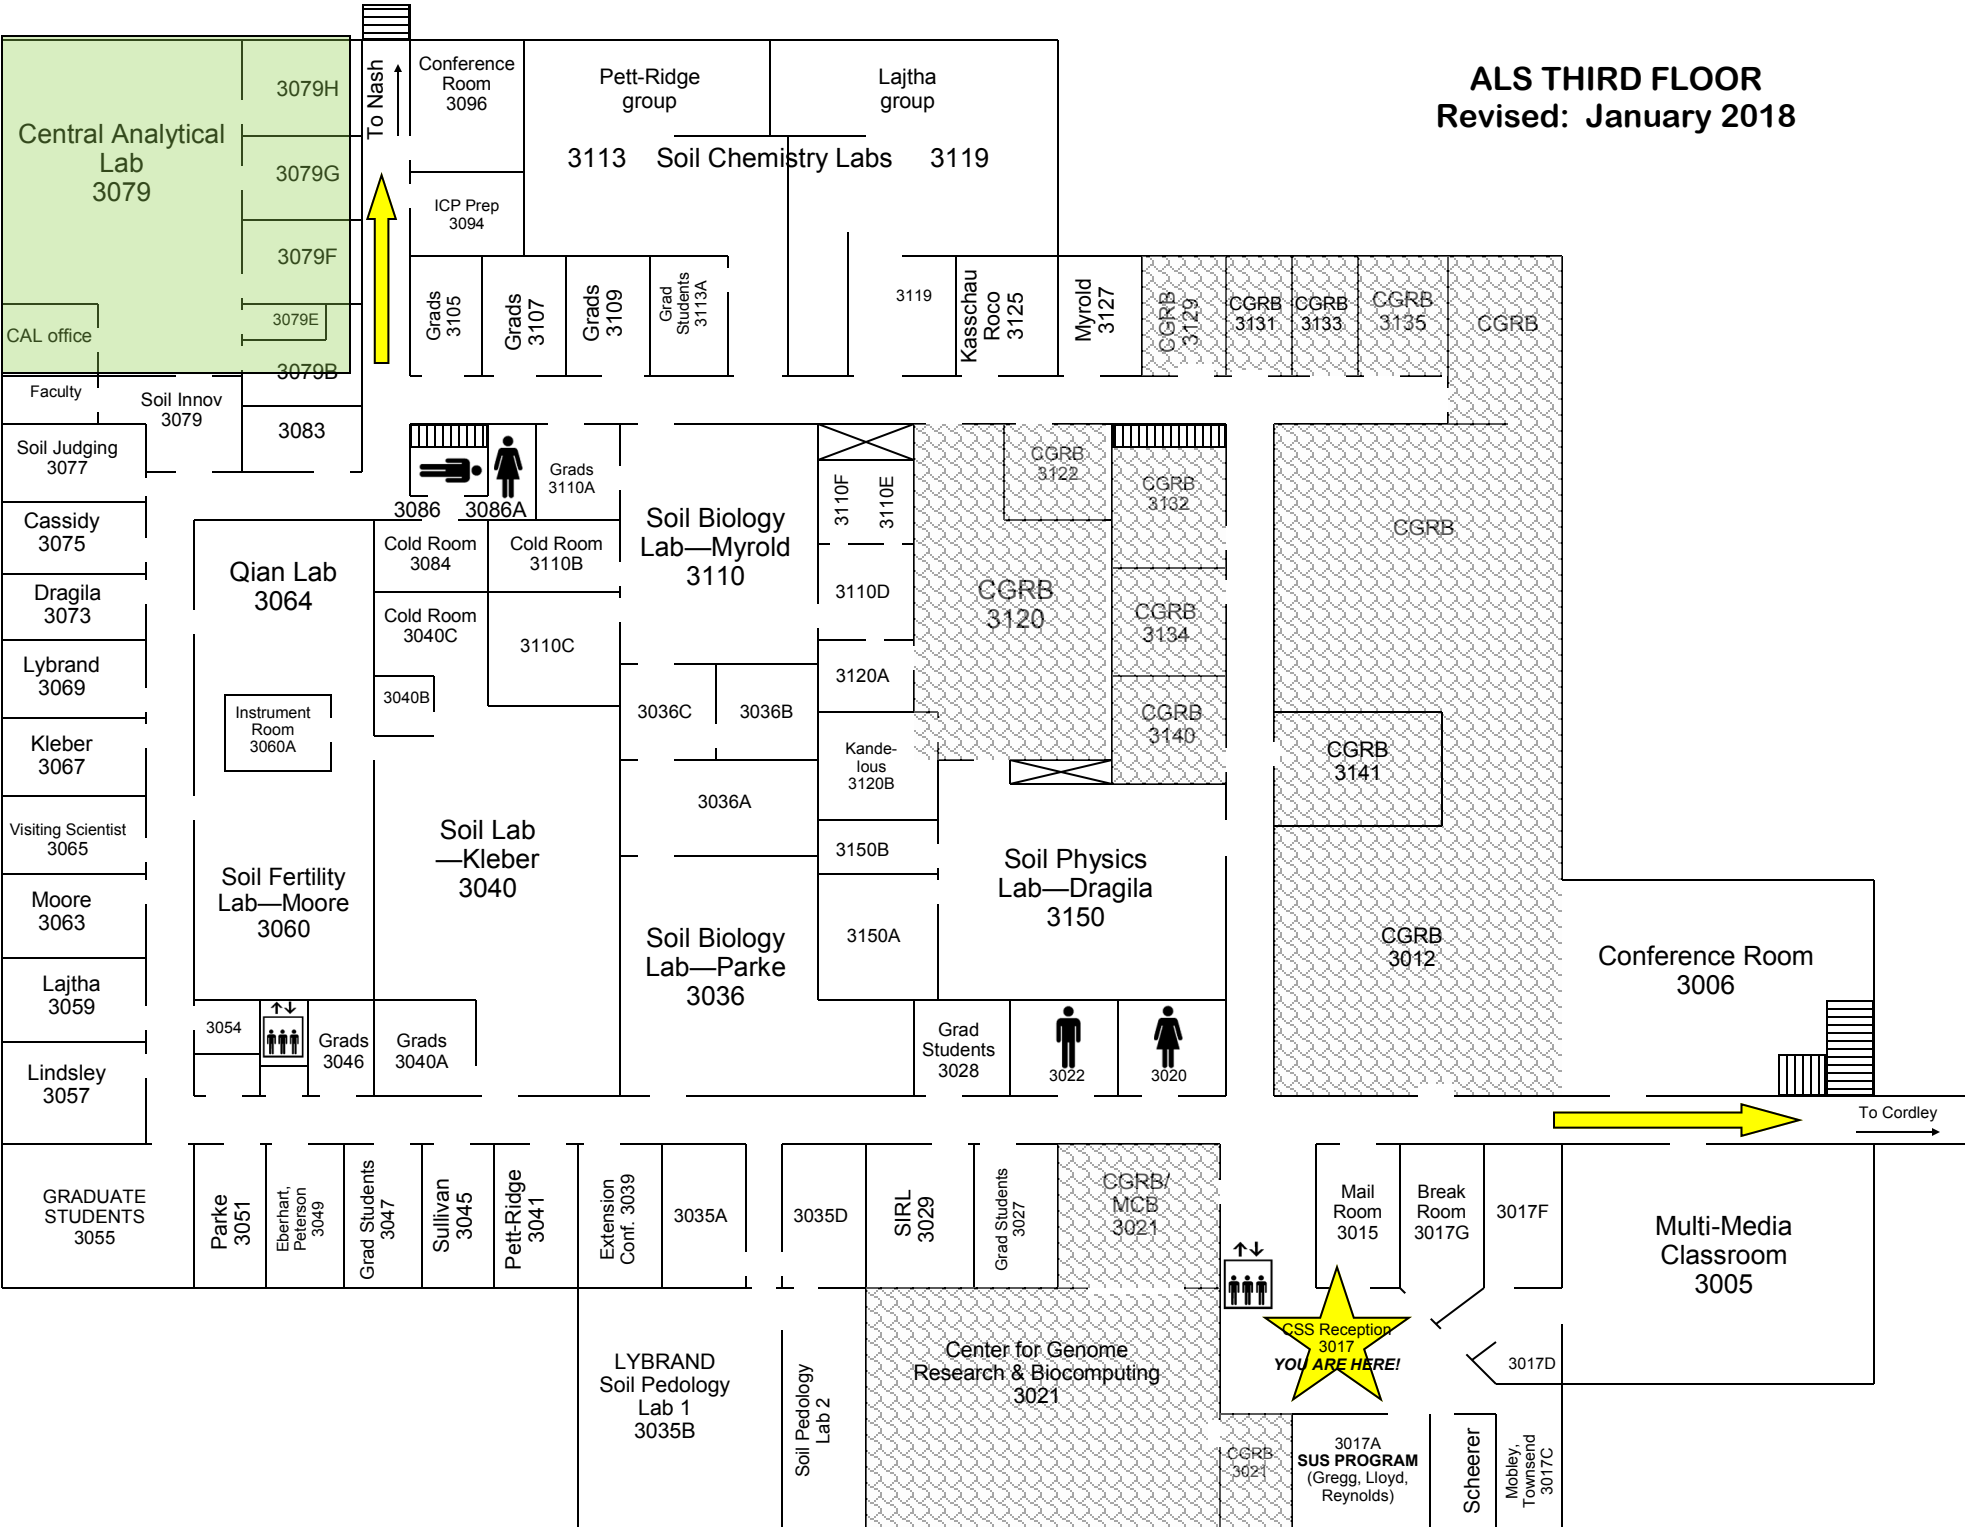 ALS THIRD FLOOR
Revised:  January 2018
Central Analytical
Lab
3079
3079H
3079G
3079F
3079E
3079B
CAL office
To Nash
Conference
Room
3096
ICP Prep
3094
Pett-Ridge
group
Lajtha
group
3113 Soil Chemistry Labs 3119
Grads
3105
Grads
3107
Grads
3109
Grad
Students
3113A
3119
Kasschau
Roco
3125
Myrold
3127
CGRB
3129
CGRB
3131
CGRB
3133
CGRB
3135
CGRB
Faculty
Soil Innov
3079
3083
Soil Judging
3077
Cassidy
3075
Dragila
3073
Lybrand
3069
Kleber
3067
Visiting Scientist
3065
Moore
3063
Lajtha
3059
Lindsley
3057
3086
3086A
Grads
3110A
Qian Lab
3064
Cold Room
3084
Cold Room
3110B
Cold Room
3040C
3110C
3040B
Instrument
Room
3060A
Soil Biology
Lab—Myrold
3110
3110F
3110E
3110D
3120A
3036C
3036B
3036A
Kande-
lous
3120B
3150B
3150A
CGRB
3122
CGRB
3120
CGRB
3132
CGRB
3134
CGRB
3140
CGRB
CGRB
3141
CGRB
3012
Soil Lab
—Kleber
3040
Soil Fertility
Lab—Moore
3060
Soil Biology
Lab—Parke
3036
Soil Physics
Lab—Dragila
3150
Conference Room
3006
3054
Grads
3046
Grads
3040A
Grad
Students
3028
3022
3020
To Cordley
GRADUATE
STUDENTS
3055
Parke
3051
Eberhart,
Peterson
3049
Grad Students
3047
Sullivan
3045
Pett-Ridge
3041
Extension
Conf. 3039
3035A
3035D
SIRL
3029
Grad Students
3027
CGRB/
MCB
3021
Mail
Room
3015
Break
Room
3017G
3017F
Multi-Media
Classroom
3005
CSS Reception
3017
YOU ARE HERE!
3017D
LYBRAND
Soil Pedology
Lab 1
3035B
Soil Pedology
Lab 2
Center for Genome
Research & Biocomputing
3021
CGRB
3021
3017A
SUS PROGRAM
(Gregg, Lloyd,
Reynolds)
Scheerer
Mobley,
Townsend
3017C